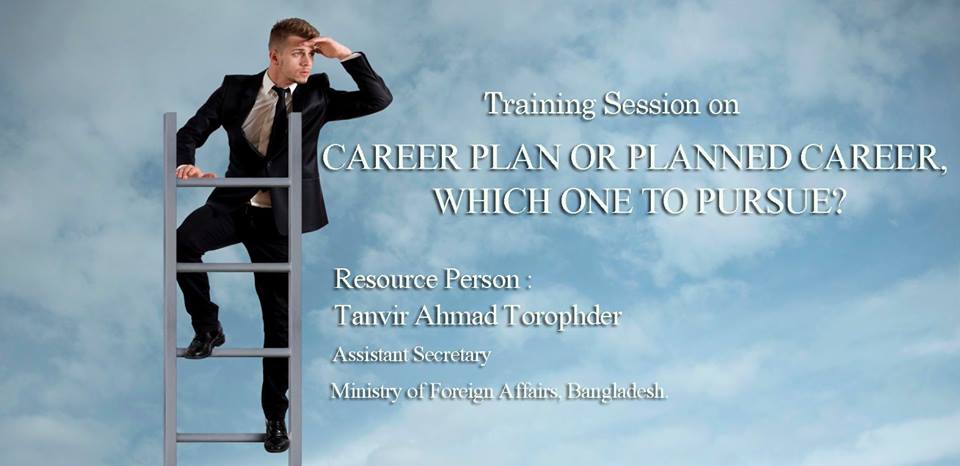 Training Session on
CAREER PLAN OR PLANNED CAREER,
WHICH ONE TO PURSUE?
Resource Person :
Tanvir Ahmad Torophder
Assistant Secretary
Ministry of Foreign Affairs, Bangladesh.